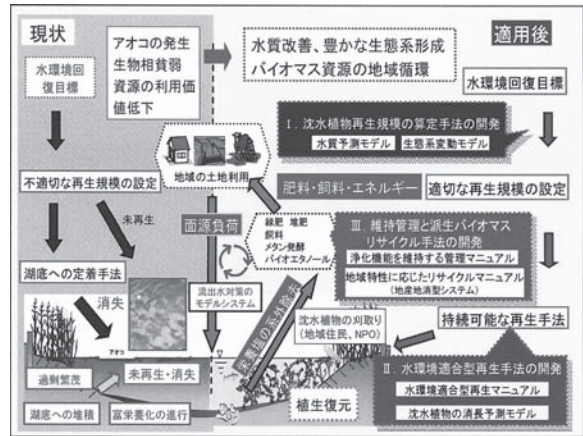 現状
水環境回
復目標
アオコの発生
生物相貧弱
資源の利用価
値低下
水質改善、豊かな生態系形成
バイオマス資源の地域循環
適用後
水環境回復目標
Ⅰ. 沈水植物再生規模の算定手法の開発
水質予測モデル 生態系変動モデル
地域の土地利用
不適切な再生規模の設定
未再生
面源負荷
肥料・飼料・エネルギー
適切な再生規模の設定
緑肥 堆肥
飼料
メタン発酵
バイオエタノール
Ⅲ. 維持管理と派生バイオマス
リサイクル手法の開発
浄化機能を維持する管理マニュアル
地域特性に応じたリサイクルマニュアル
(地産地消型システム)
湖底への定着手法
消失
流出水対策の
モデルシステム
栄養塩の系外除去
沈水植物の刈取り
(地域住民、NPO)
持続可能な再生手法
アオコ
過剰繁茂
未再生・消失
Ⅱ. 水環境適合型再生手法の開発
水環境適合型再生マニュアル
沈水植物の消長予測モデル
湖底への堆積
富栄養化の進行
植生復元